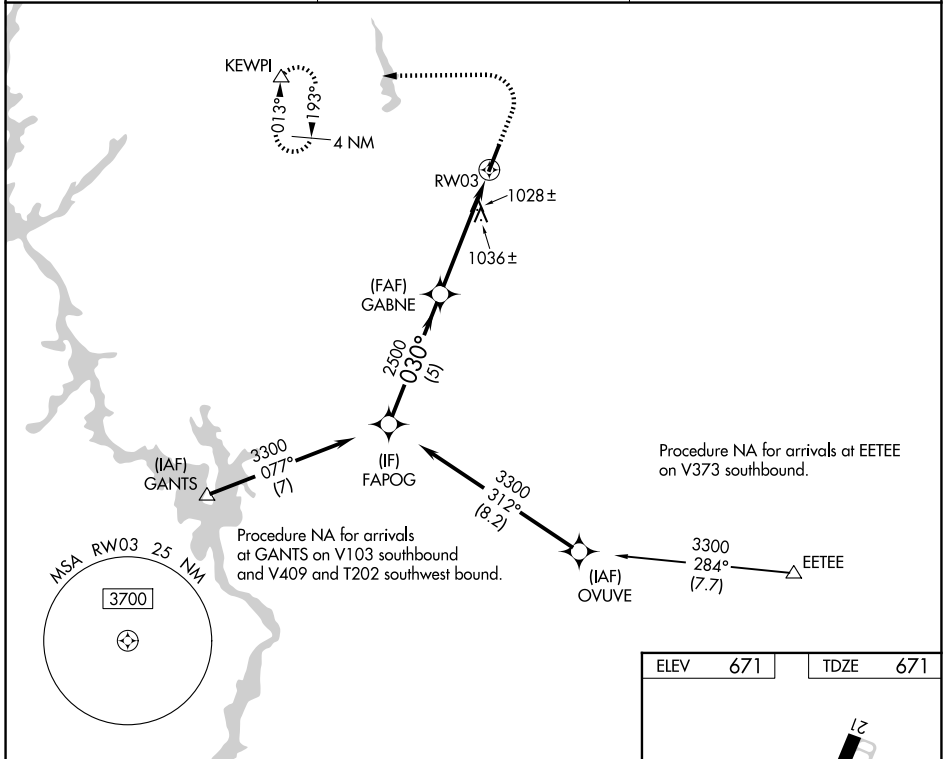 KEWPI
013°
193°
4 NM
RW03
1028±
1036±
(FAF)
GABNE
2500
030°
(5)
(IAF)
GANTS
3300
077°
(7)
(IF)
FAPOG
Procedure NA for arrivals at EETEE
on V373 southbound.
3300
312°
(8.2)
Procedure NA for arrivals
at GANTS on V103 southbound
and V409 and T202 southwest bound.
(IAF)
OVUVE
3300
284°
(7.7)
EETEE
MSA RW03 25 NM
3700
ELEV 671
TDZE 671
21